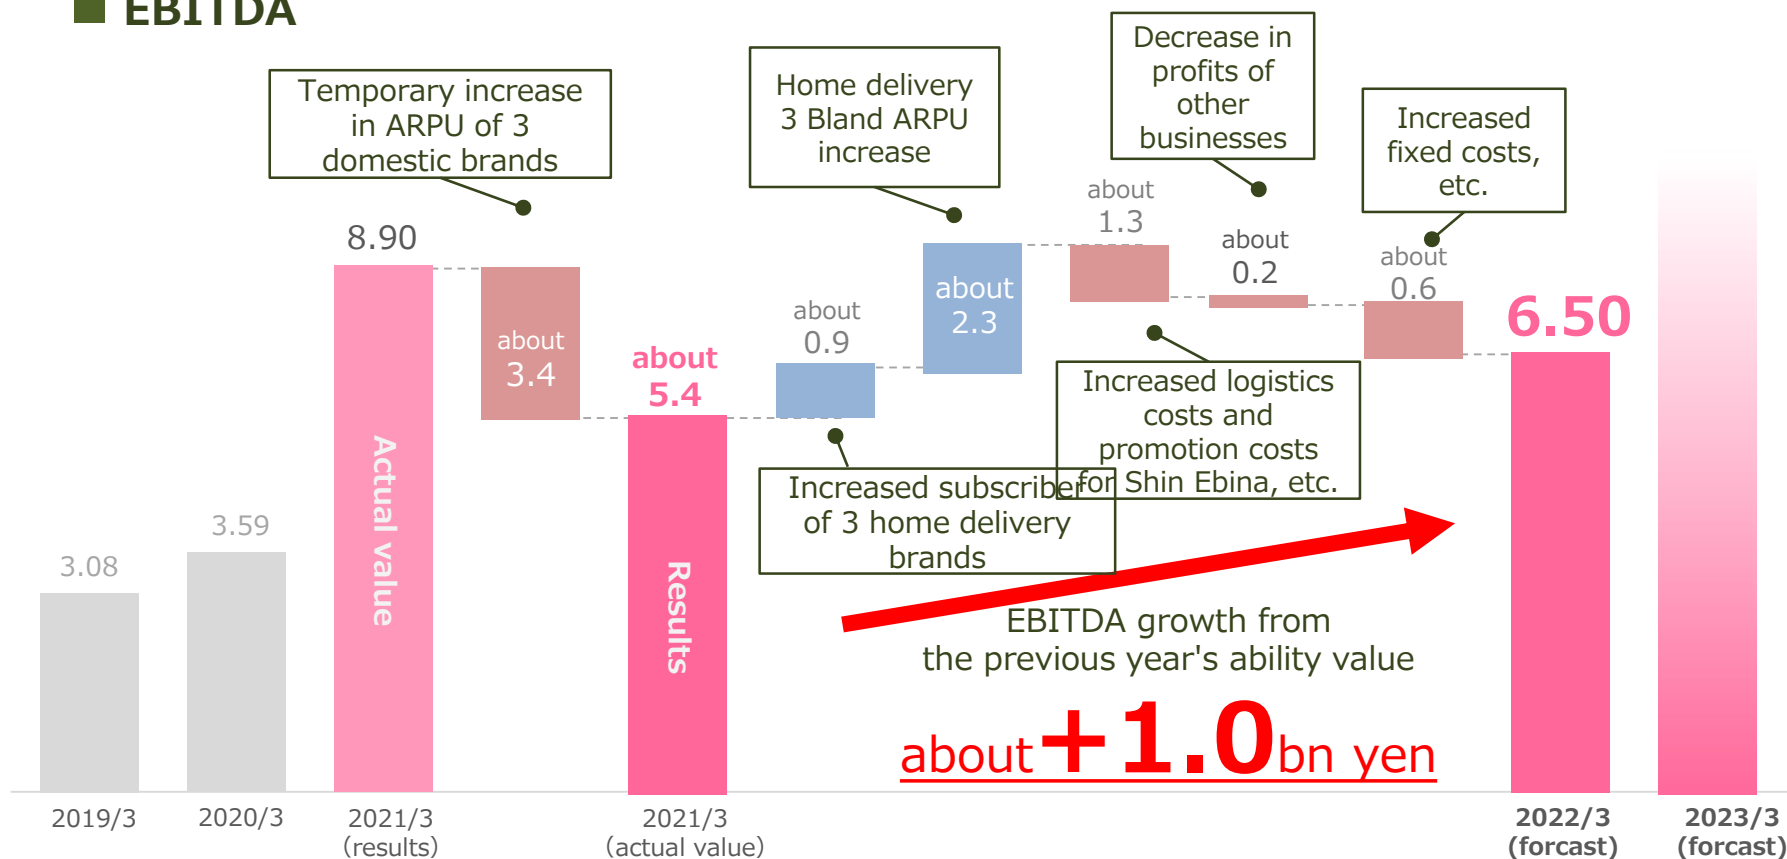 EBITDA
Temporary increase
in ARPU of 3
domestic brands
Home delivery
3 Bland ARPU
increase
Decrease in
profits of
other
businesses
Increased
fixed costs,
etc.
8.90
about
3.4
about
5.4
about
0.9
about
2.3
about
1.3
about
0.2
about
0.6
6.50
Increased logistics
costs and
promotion costs
for Shin Ebina, etc.
Increased subscriber
of 3 home delivery
brands
3.08
3.59
Actual value
Results
EBITDA growth from
the previous year's ability value
about +1.0 bn yen
2019/3
2020/3
2021/3
(results)
2021/3
(actual value)
2022/3
(forcast)
2023/3
(forcast)